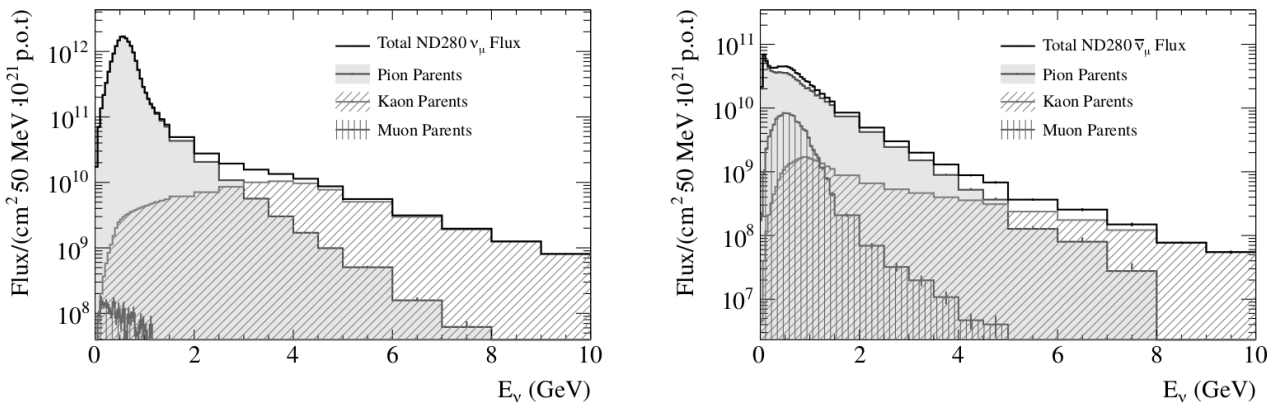 Flux/(cm² 50 MeV ·10²¹ p.o.t)
10¹²
10¹¹
10¹⁰
10⁹
10⁸
Total ND280 νμ Flux
Pion Parents
Kaon Parents
Muon Parents
0 2 4 6 8 10
Eν (GeV)
Flux/(cm² 50 MeV ·10²¹ p.o.t)
10¹¹
10¹⁰
10⁹
10⁸
10⁷
Total ND280 ν̅μ Flux
Pion Parents
Kaon Parents
Muon Parents
0 2 4 6 8 10
Eν (GeV)